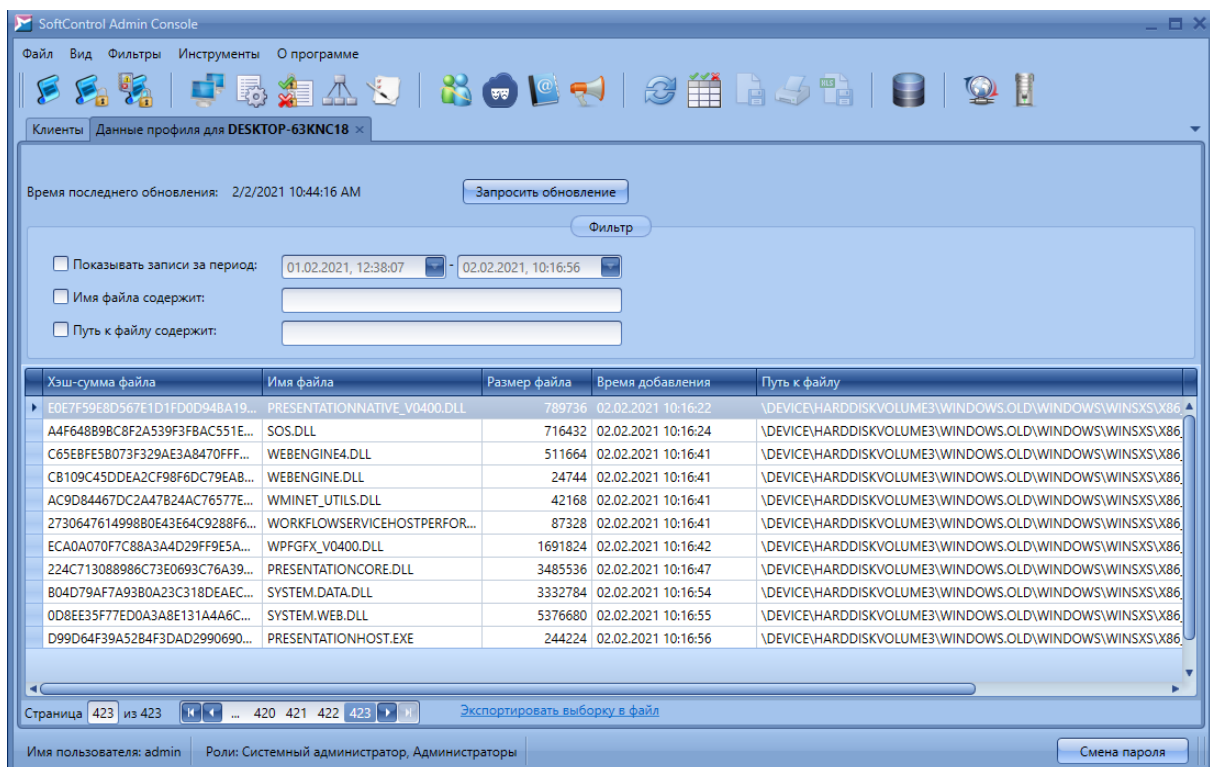 SoftControl Admin Console
Файл Вид Фильтры Инструменты О программе
Клиенты Данные профиля для DESKTOP-63KNC18
Время последнего обновления: 2/2/2021 10:44:16 AM Запросить обновление
Фильтр
Показывать записи за период: 01.02.2021, 12:38:07 - 02.02.2021, 10:16:56
Имя файла содержит:
Путь к файлу содержит:
Хэш-сумма файла Имя файла Размер файла Время добавления Путь к файлу
E0E7F59E8D567E1D1FD0D94BA19... PRESENTATIONNATIVE_V0400.DLL 789736 02.02.2021 10:16:22 \DEVICE\HARDDISKVOLUME3\WINDOWS.OLD\WINDOWS\WINSXS\X86_
A4F648B9BC8F2A539F3FBAC551E... SOS.DLL 716432 02.02.2021 10:16:24 \DEVICE\HARDDISKVOLUME3\WINDOWS.OLD\WINDOWS\WINSXS\X86_
C65EBFE5B073F329AE3A8470FFF... WEBENGINE4.DLL 511664 02.02.2021 10:16:41 \DEVICE\HARDDISKVOLUME3\WINDOWS.OLD\WINDOWS\WINSXS\X86_
CB109C45DDEA2CF98F6DC79EAB... WEBENGINE.DLL 24744 02.02.2021 10:16:41 \DEVICE\HARDDISKVOLUME3\WINDOWS.OLD\WINDOWS\WINSXS\X86_
AC9D84467DC2A47B24AC76577E... WMINET_UTILS.DLL 42168 02.02.2021 10:16:41 \DEVICE\HARDDISKVOLUME3\WINDOWS.OLD\WINDOWS\WINSXS\X86_
2730647614998B0E43E64C9288F6... WORKFLOWSERVICEHOSTPERFOR... 87328 02.02.2021 10:16:41 \DEVICE\HARDDISKVOLUME3\WINDOWS.OLD\WINDOWS\WINSXS\X86_
ECA0A070F7C88A3A4D29FF9E5A... WPFGFX_V0400.DLL 1691824 02.02.2021 10:16:42 \DEVICE\HARDDISKVOLUME3\WINDOWS.OLD\WINDOWS\WINSXS\X86_
224C713088986C73E0693C76A39... PRESENTATIONCORE.DLL 3485536 02.02.2021 10:16:47 \DEVICE\HARDDISKVOLUME3\WINDOWS.OLD\WINDOWS\WINSXS\X86_
B04D79AF7A93B0A23C318DEAEC... SYSTEM.DATA.DLL 3332784 02.02.2021 10:16:54 \DEVICE\HARDDISKVOLUME3\WINDOWS.OLD\WINDOWS\WINSXS\X86_
0D8EE35F77ED0A3A8E131A4A6C... SYSTEM.WEB.DLL 5376680 02.02.2021 10:16:55 \DEVICE\HARDDISKVOLUME3\WINDOWS.OLD\WINDOWS\WINSXS\X86_
D99D64F39A52B4F3DAD2990690... PRESENTATIONHOST.EXE 244224 02.02.2021 10:16:56 \DEVICE\HARDDISKVOLUME3\WINDOWS.OLD\WINDOWS\WINSXS\X86_
Страница 423 из 423 ... 420 421 422 423 Экспортировать выборку в файл
Имя пользователя: admin Роли: Системный администратор, Администраторы Смена пароля